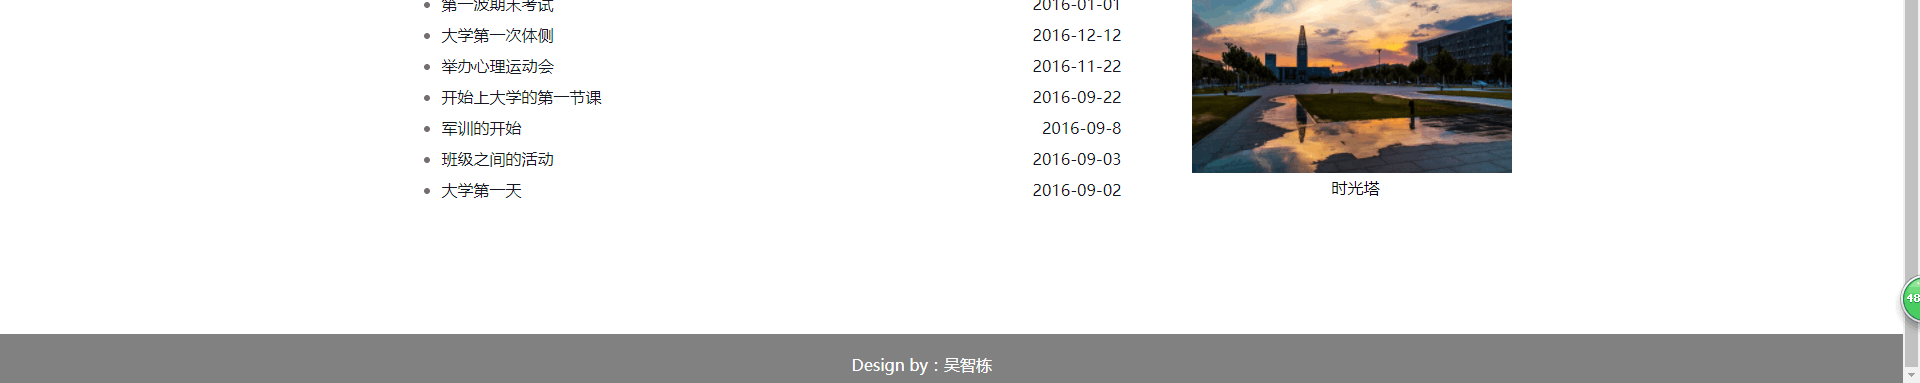 第一波期末考试 2016-01-01
大学第一次体侧 2016-12-12
举办心理运动会 2016-11-22
开始上大学的第一节课 2016-09-22
军训的开始 2016-09-8
班级之间的活动 2016-09-03
大学第一天 2016-09-02
时光塔
48
Design by：吴智栋